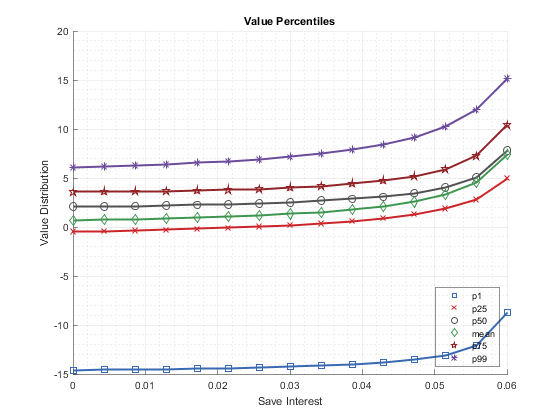 Value Percentiles
20
15
10
5
0
-5
-10
-15
Value Distribution
0
0.01
0.02
0.03
0.04
0.05
0.06
Save Interest
p1
p25
p50
mean
p75
p99